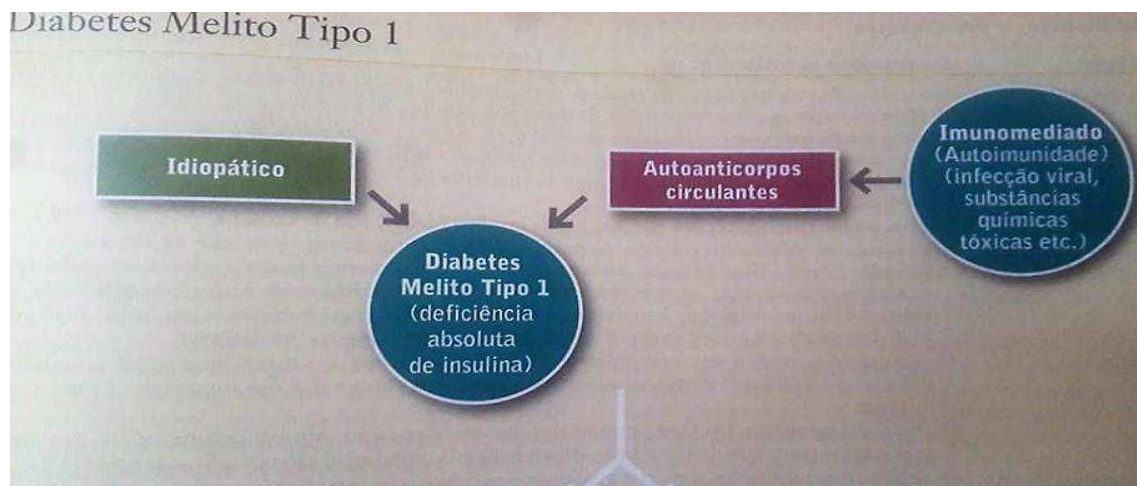 Diabetes Melito Tipo 1
Idiopático
Autoanticorpos
circulantes
Imunomediado
(Autoimunidade)
(infecção viral,
substâncias
químicas
tóxicas etc.)
Diabetes
Melito Tipo 1
(deficiência
absoluta
de insulina)